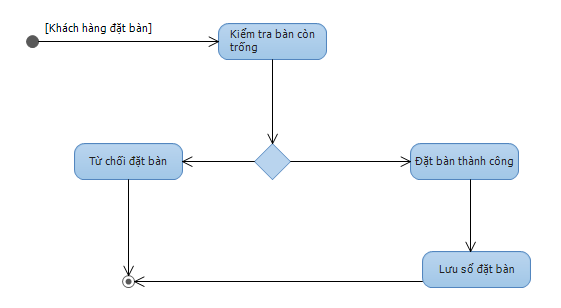 [Khách hàng đặt bàn]
Kiểm tra bàn còn
trống
Từ chối đặt bàn
Đặt bàn thành công
Lưu số đặt bàn